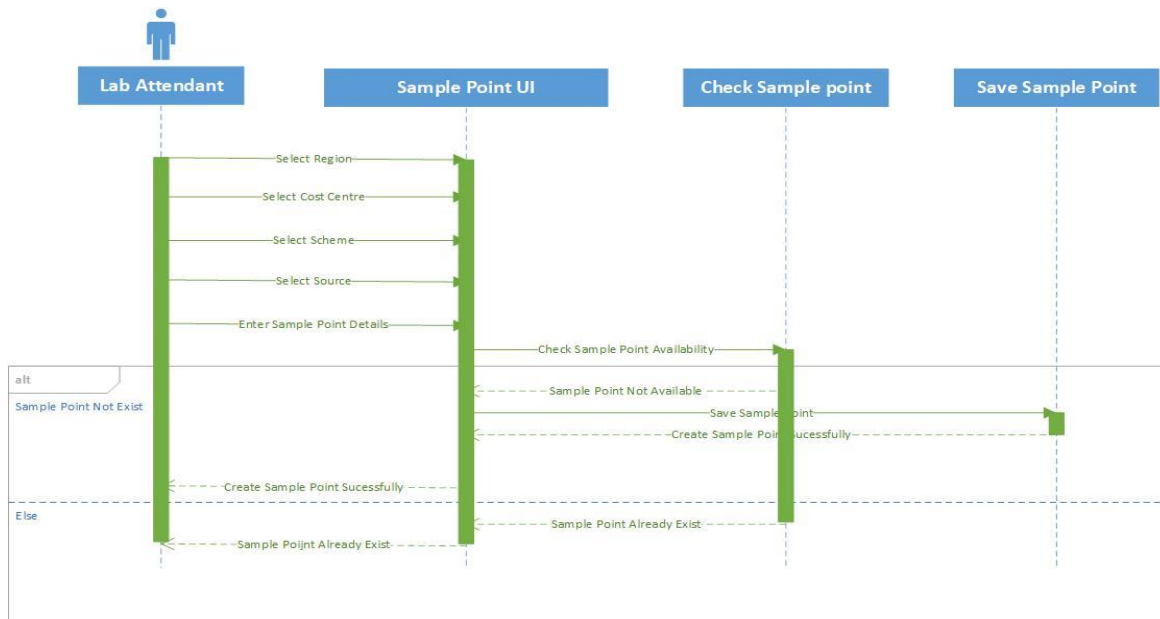 Lab Attendant
Sample Point UI
Check Sample point
Save Sample Point
Select Region
Select Cost Centre
Select Scheme
Select Source
Enter Sample Point Details
Check Sample Point Availability
alt
Sample Point Not Available
Sample Point Not Exist
Save Sample Point
Create Sample Point Sucessfully
Create Sample Point Sucessfully
Else
Sample Point Already Exist
Sample Poijnt Already Exist